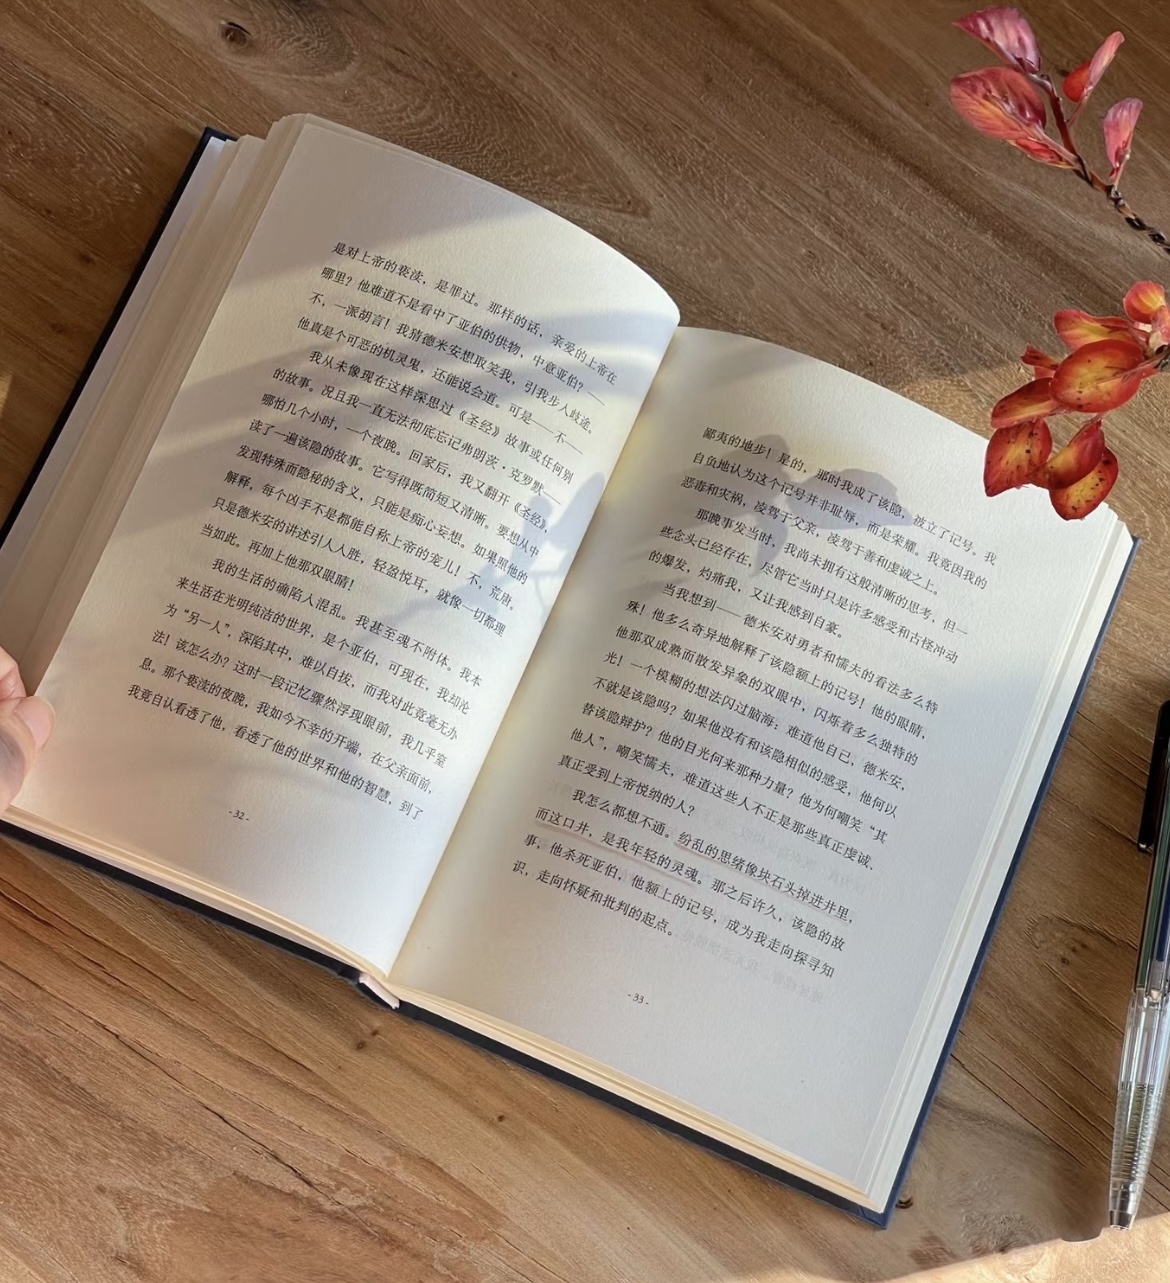 是对上帝的亵渎，是罪过。那样的话，亲爱的上帝在
哪里？他难道不是看中了亚伯的供物，中意亚伯？——
不，一派胡言！我猜德米安想取笑我，引我步入歧途。
他真是个可恶的机灵鬼，还能说会道。可是——不——
我从未像现在这样深思过《圣经》故事或任何别
的故事。况且我一直无法彻底忘记弗朗茨·克罗默——
哪怕几个小时，一个夜晚。回家后，我又翻开《圣经》，
读了一遍该隐的故事。它写得既简短又清晰。要想从中
发现特殊而隐秘的含义，只能是痴心妄想。如果照他的
解释，每个凶手不是都能自称上帝的宠儿！不，荒唐。
只是德米安的讲述引人入胜，轻盈悦耳，就像一切都理
当如此。再加上他那双眼睛！
我的生活的确陷入混乱。我甚至魂不附体。我本
来生活在光明纯洁的世界，是个亚伯，可现在，我却沦
为“另一人”，深陷其中，难以自拔，而我对此竟毫无办
法！该怎么办？这时一段记忆骤然浮现眼前，我几乎窒
息。那个亵渎的夜晚，我如今不幸的开端，在父亲面前，
我竟自认看透了他，看透了他的世界和他的智慧，到了
-32-
鄙夷的地步！是的，那时我成了该隐，被立了记号。我
自负地认为这个记号并非耻辱，而是荣耀。我竟因我的
恶毒和灾祸，凌驾于父亲，凌驾于善和虔诚之上。
那晚事发当时，我尚未拥有这般清晰的思考，但一
些念头已经存在，尽管它当时只是许多感受和古怪冲动
的爆发，灼痛我，又让我感到自豪。
当我想到——德米安对勇者和懦夫的看法多么特
殊！他多么奇异地解释了该隐额上的记号！他的眼睛，
他那双成熟而散发异象的双眼中，闪烁着多么独特的
光！一个模糊的想法闪过脑海：难道他自己，德米安，
不就是该隐吗？如果他没有和该隐相似的感受，他何以
替该隐辩护？他的目光何来那种力量？他为何嘲笑“其
他人”，嘲笑懦夫，难道这些人不正是那些真正虔诚、
真正受到上帝悦纳的人？
我怎么都想不通。纷乱的思绪像块石头掉进井里，
而这口井，是我年轻的灵魂。那之后许久，该隐的故
事，他杀死亚伯，他额上的记号，成为我走向探寻知
识，走向怀疑和批判的起点。
-33-